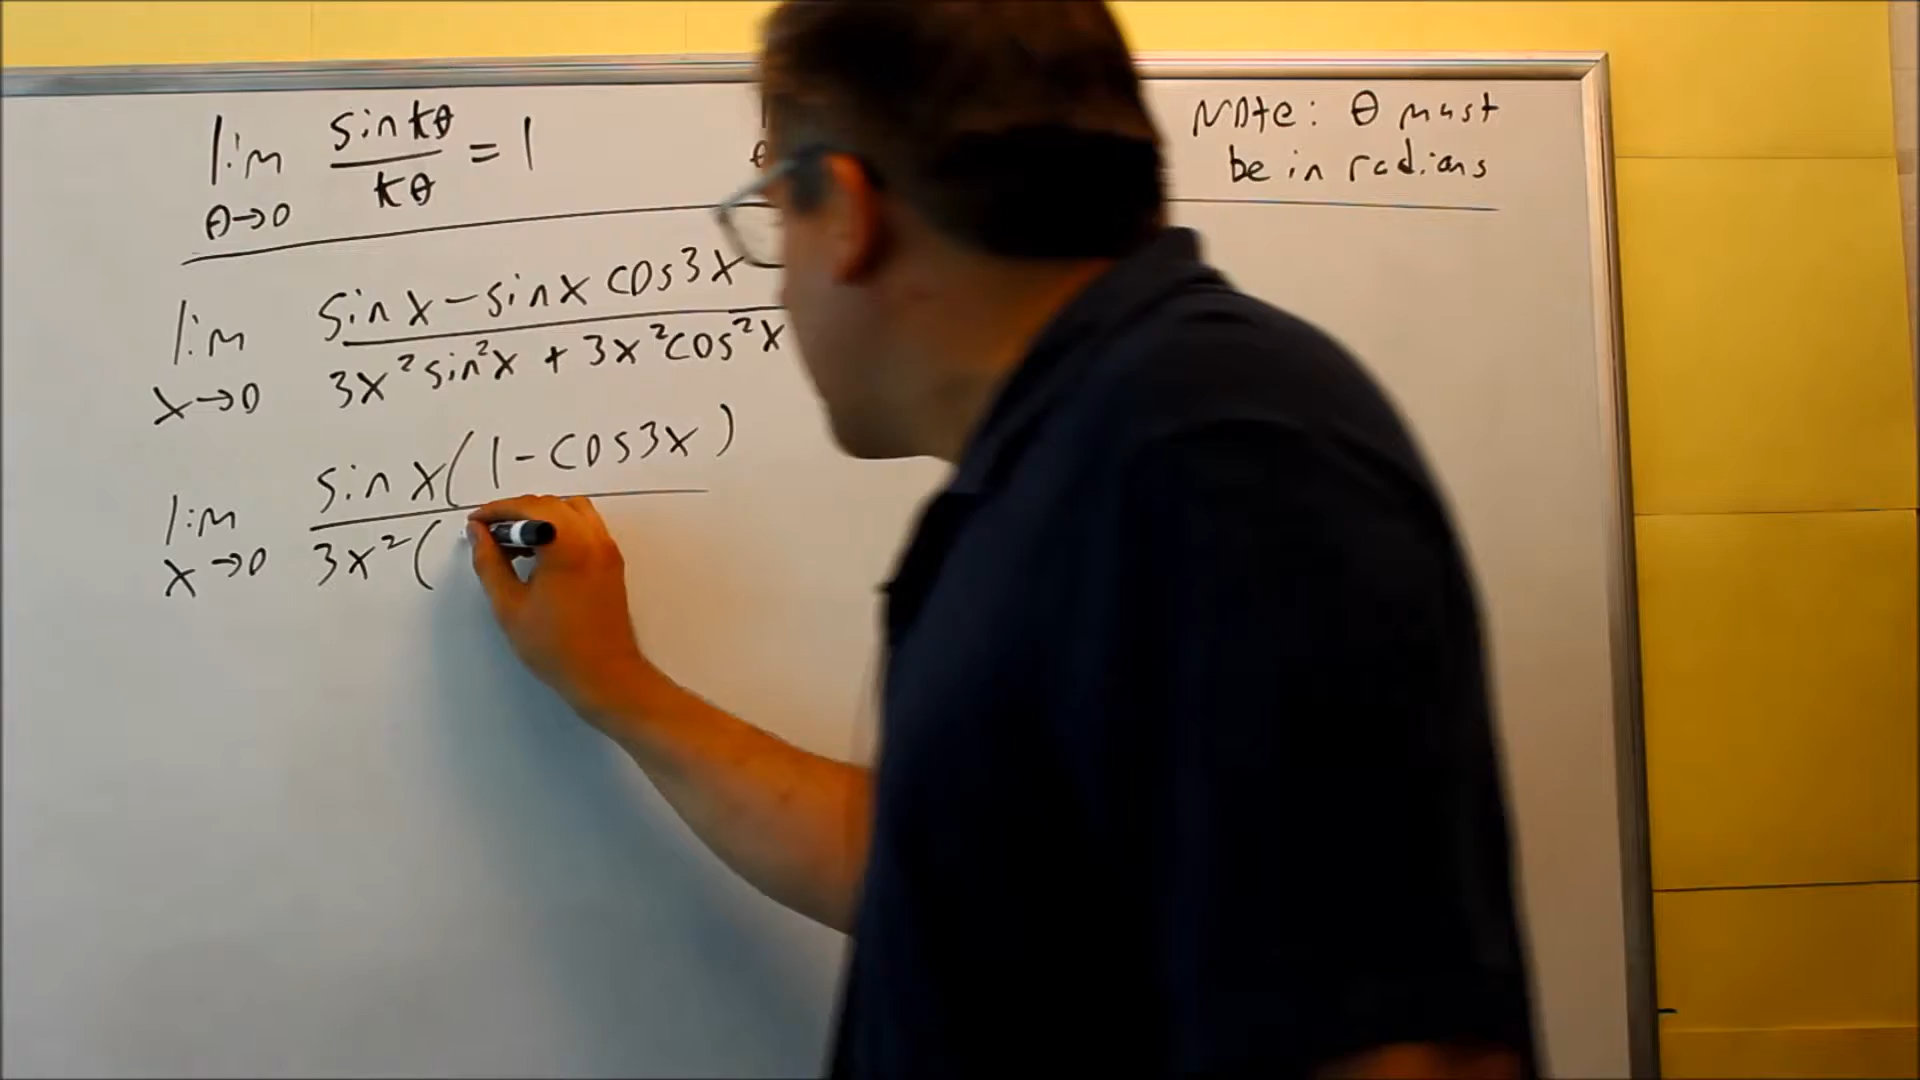 lim sin kθ / kθ = 1
θ→0
Note: θ must
be in radians
lim sin x − sin x cos 3x / 3x² sin² x + 3x² cos² x
x→0
lim sin x (1 − cos 3x) / 3x² (
x→0